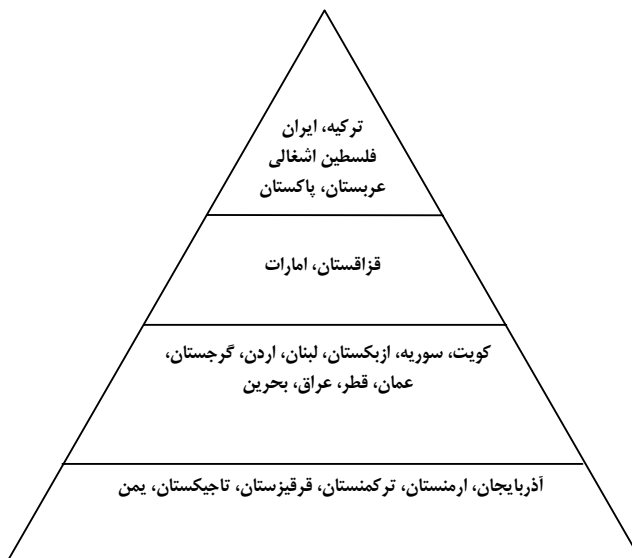 ترکیه، ایران
فلسطین اشغالی
عربستان، پاکستان
قزاقستان، امارات
کویت، سوریه، ازبکستان، لبنان، اردن، گرجستان،
عمان، قطر، عراق، بحرین
آذربایجان، ارمنستان، ترکمنستان، قرقیزستان، تاجیکستان، یمن